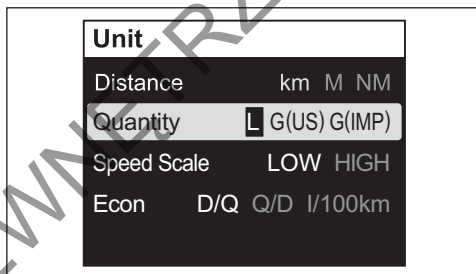 Unit
Distance km M NM
Quantity L G(US) G(IMP)
Speed Scale LOW HIGH
Econ D/Q Q/D l/100km